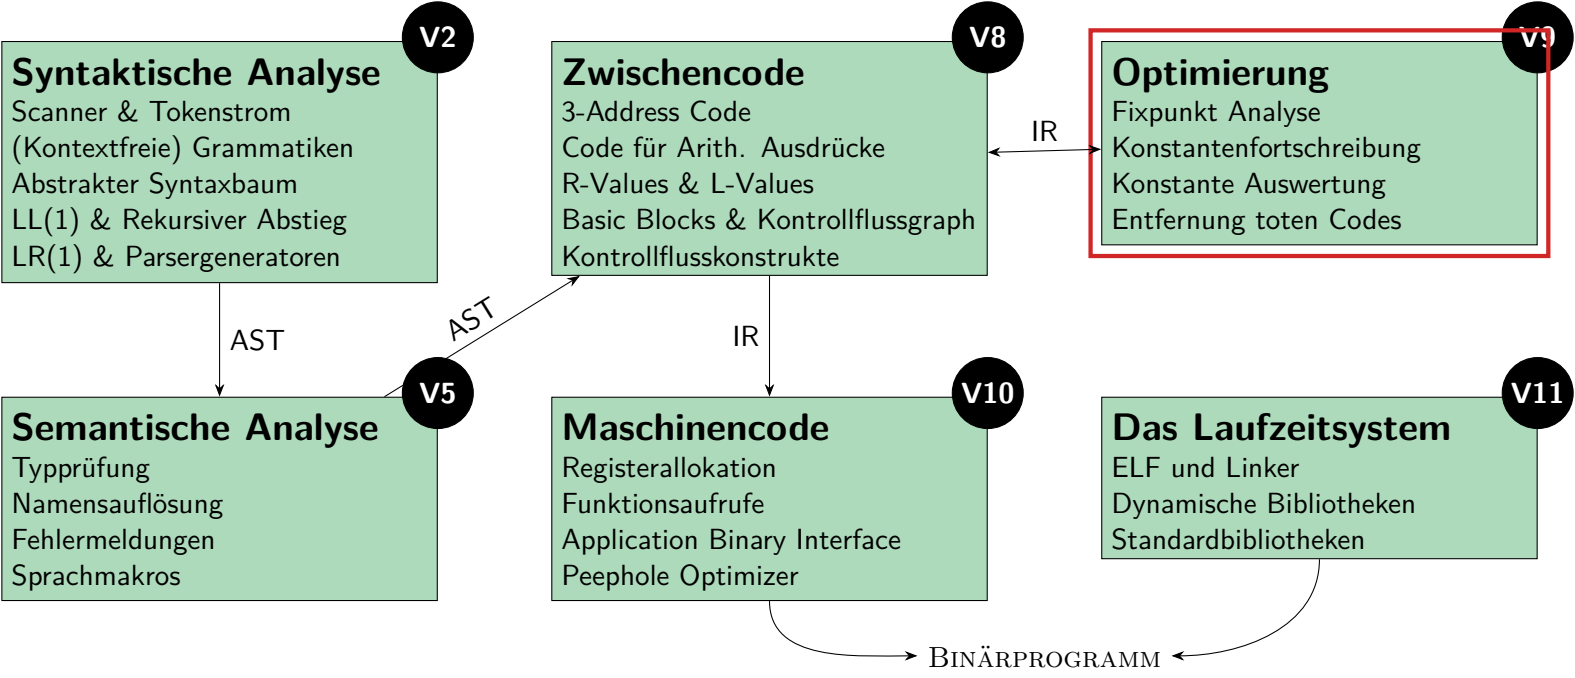 V2
Syntaktische Analyse
Scanner & Tokenstrom
(Kontextfreie) Grammatiken
Abstrakter Syntaxbaum
LL(1) & Rekursiver Abstieg
LR(1) & Parsergeneratoren
V8
Zwischencode
3-Address Code
Code für Arith. Ausdrücke
R-Values & L-Values
Basic Blocks & Kontrollflussgraph
Kontrollflusskonstrukte
IR
V9
Optimierung
Fixpunkt Analyse
Konstantenfortschreibung
Konstante Auswertung
Entfernung toten Codes
AST
AST
IR
V5
Semantische Analyse
Typprüfung
Namensauflösung
Fehlermeldungen
Sprachmakros
V10
Maschinencode
Registerallokation
Funktionsaufrufe
Application Binary Interface
Peephole Optimizer
V11
Das Laufzeitsystem
ELF und Linker
Dynamische Bibliotheken
Standardbibliotheken
BINÄRPROGRAMM